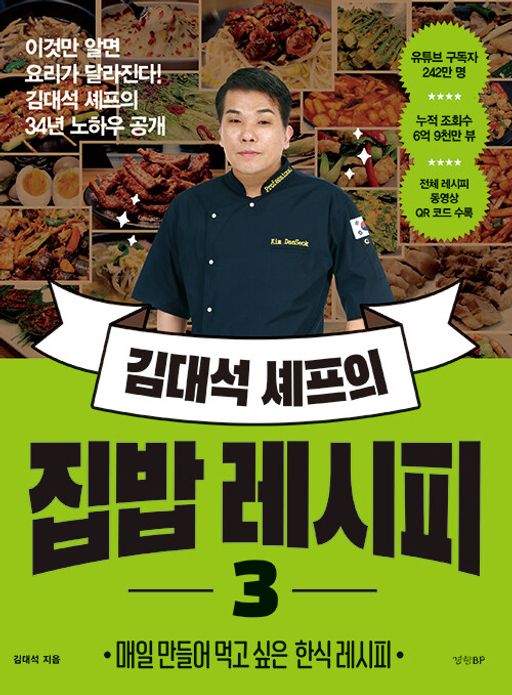 이것만 알면
요리가 달라진다!
김대석 셰프의
34년 노하우 공개
유튜브 구독자
242만 명
★★★★
누적 조회수
6억 9천만 뷰
★★★★
전체 레시피
동영상
QR 코드 수록
Professional
Kim DaeSeok
김대석 셰프의
집밥 레시피
3
• 매일 만들어 먹고 싶은 한식 레시피 •
김대석 지음
경향BP